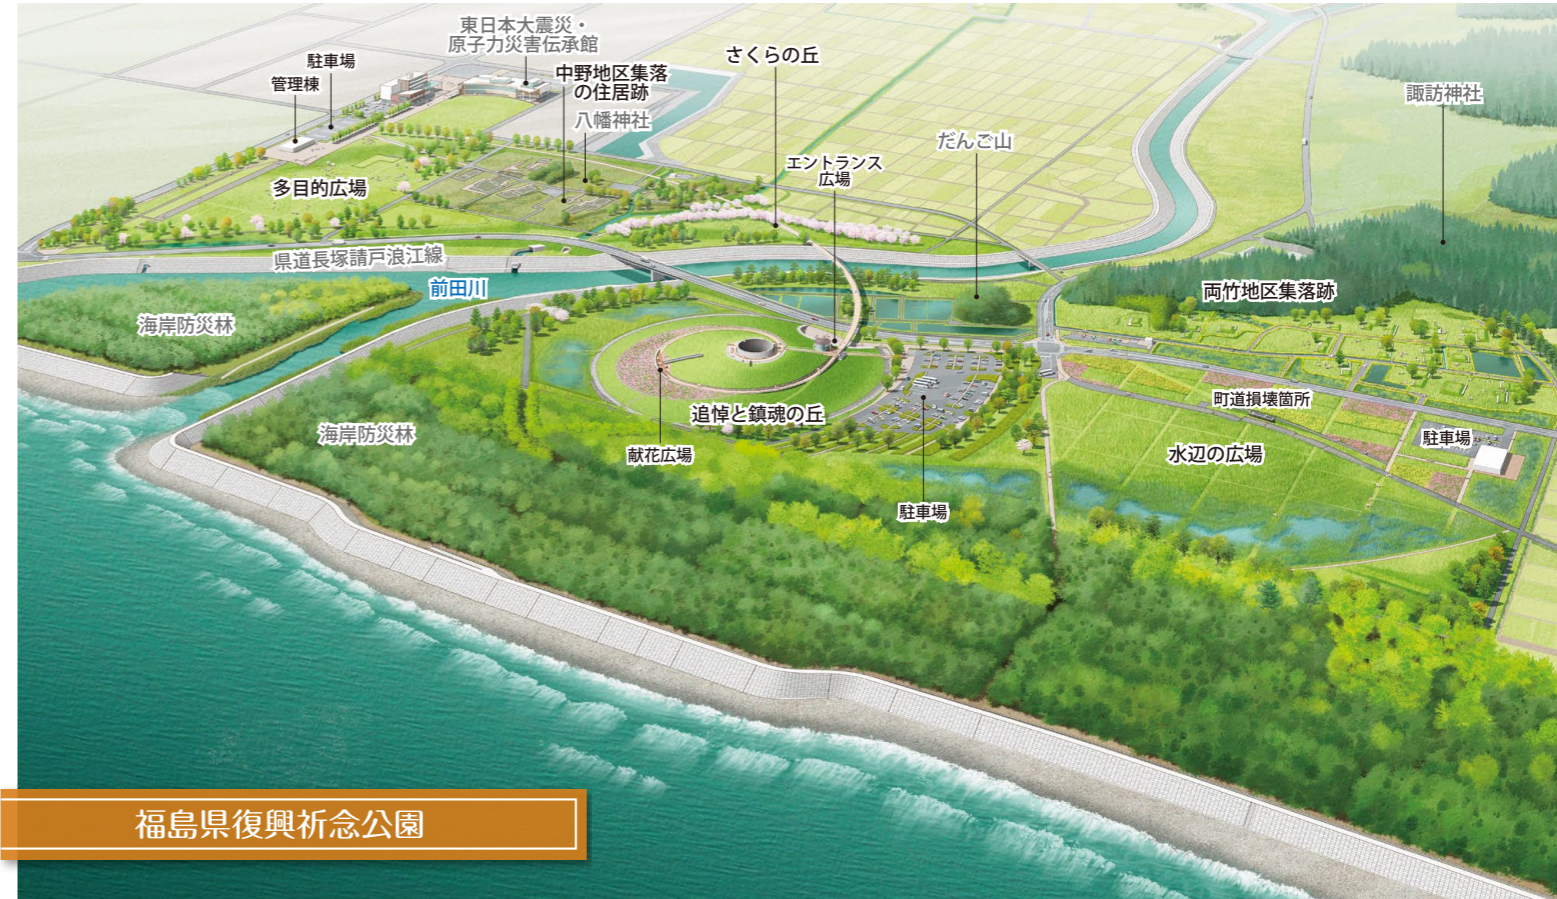 東日本大震災・
原子力災害伝承館
さくらの丘
駐車場
中野地区集落
の住居跡
管理棟
諏訪神社
八幡神社
だんご山
エントランス
広場
多目的広場
県道長塚請戸浪江線
前田川
両竹地区集落跡
海岸防災林
町道損壊箇所
追悼と鎮魂の丘
海岸防災林
駐車場
献花広場
水辺の広場
駐車場
福島県復興祈念公園